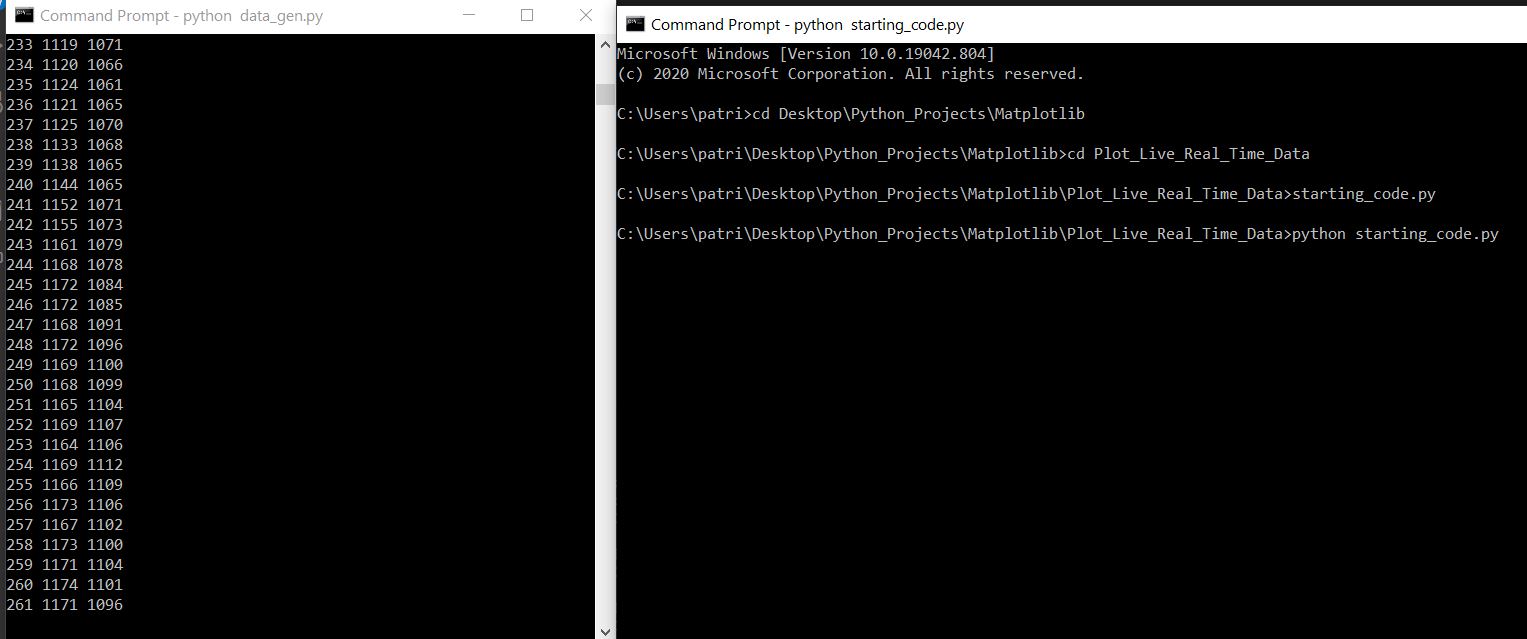 Command Prompt - python  data_gen.py
233 1119 1071
234 1120 1066
235 1124 1061
236 1121 1065
237 1125 1070
238 1133 1068
239 1138 1065
240 1144 1065
241 1152 1071
242 1155 1073
243 1161 1079
244 1168 1078
245 1172 1084
246 1172 1085
247 1168 1091
248 1172 1096
249 1169 1100
250 1168 1099
251 1165 1104
252 1169 1107
253 1164 1106
254 1169 1112
255 1166 1109
256 1173 1106
257 1167 1102
258 1173 1100
259 1171 1104
260 1174 1101
261 1171 1096
Command Prompt - python  starting_code.py
Microsoft Windows [Version 10.0.19042.804]
(c) 2020 Microsoft Corporation. All rights reserved.
C:\Users\patri>cd Desktop\Python_Projects\Matplotlib
C:\Users\patri\Desktop\Python_Projects\Matplotlib>cd Plot_Live_Real_Time_Data
C:\Users\patri\Desktop\Python_Projects\Matplotlib\Plot_Live_Real_Time_Data>starting_code.py
C:\Users\patri\Desktop\Python_Projects\Matplotlib\Plot_Live_Real_Time_Data>python starting_code.py